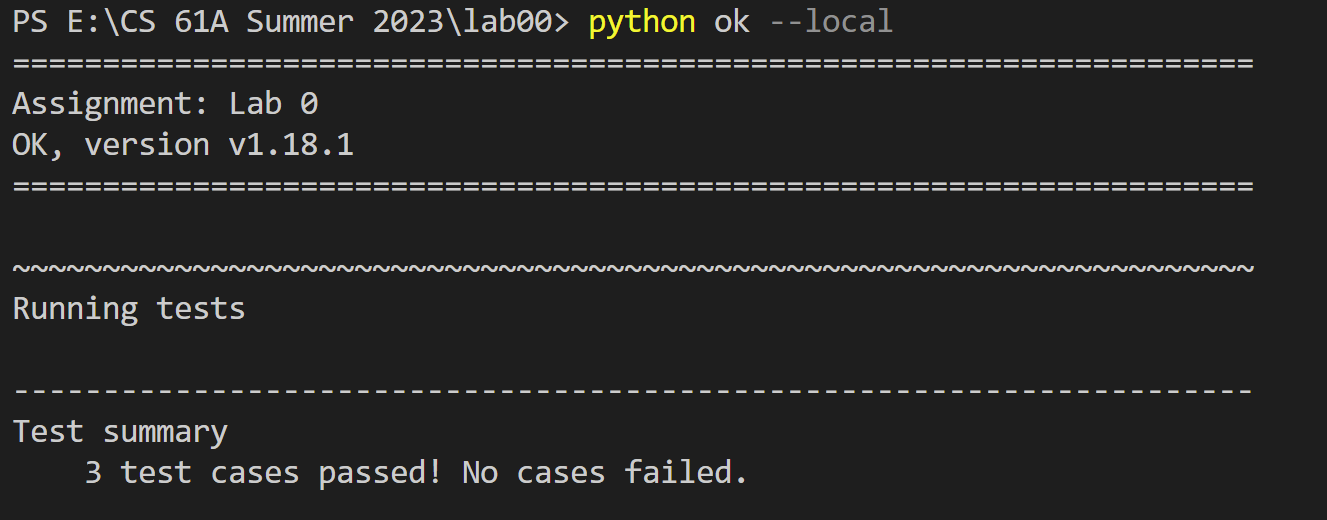 PS E:\CS 61A Summer 2023\lab00> python ok --local
=====================================================================
Assignment: Lab 0
OK, version v1.18.1
=====================================================================
~~~~~~~~~~~~~~~~~~~~~~~~~~~~~~~~~~~~~~~~~~~~~~~~~~~~~~~~~~~~~~~~~~~~~
Running tests
---------------------------------------------------------------------
Test summary
    3 test cases passed! No cases failed.